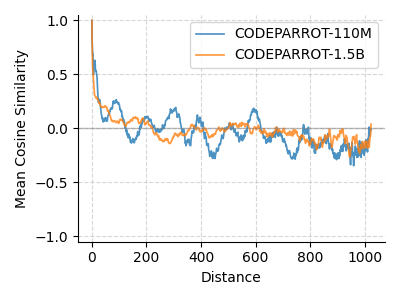 1.0
0.5
0.0
−0.5
−1.0
Mean Cosine Similarity
CODEPARROT-110M
CODEPARROT-1.5B
0 200 400 600 800 1000
Distance